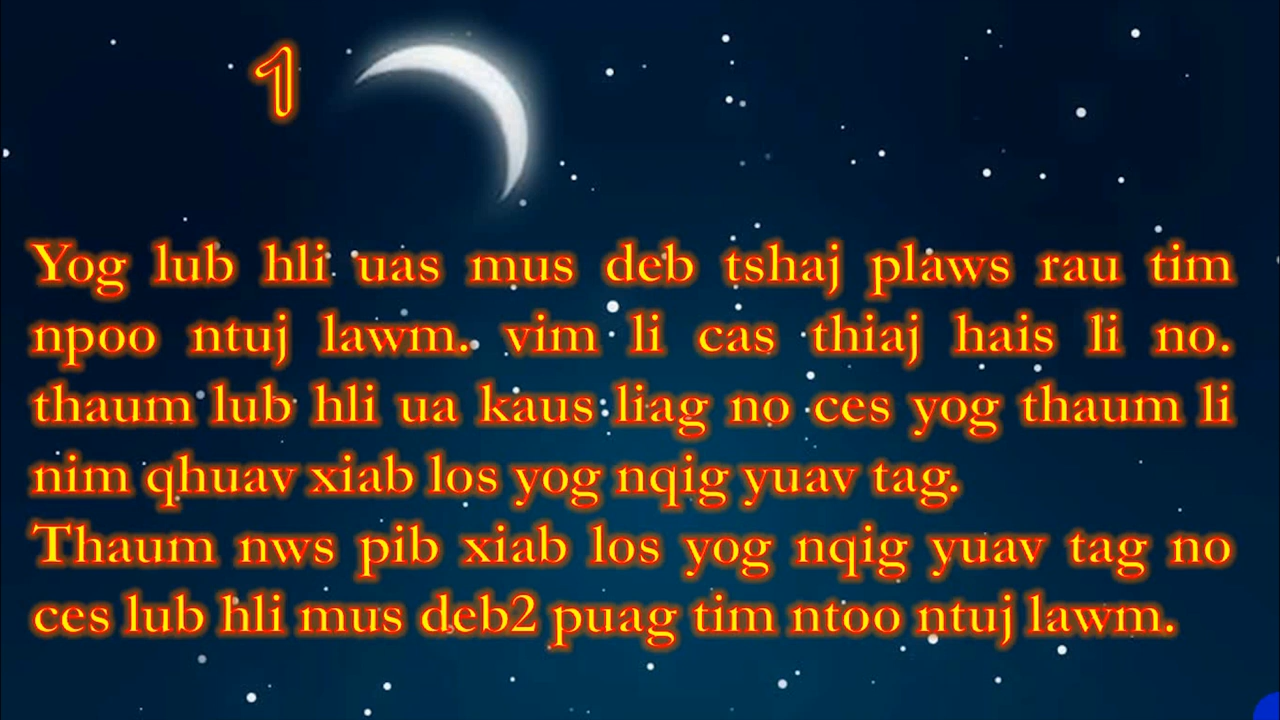 1
Yog lub hli uas mus deb tshaj plaws rau tim
npoo ntuj lawm. vim li cas thiaj hais li no.
thaum lub hli ua kaus liag no ces yog thaum li
nim qhuav xiab los yog nqig yuav tag.
Thaum nws pib xiab los yog nqig yuav tag no
ces lub hli mus deb2 puag tim ntoo ntuj lawm.